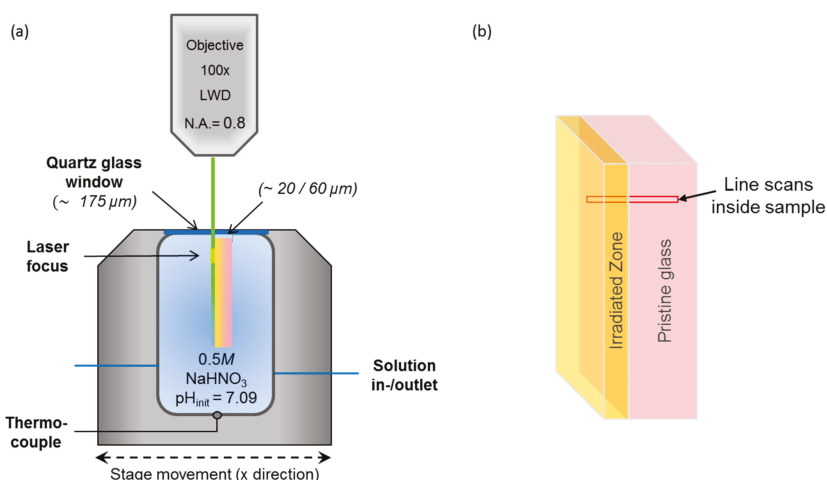 (a)
Objective
100x
LWD
N.A.= 0.8
Quartz glass
window
(~ 175 µm)
(~ 20 / 60 µm)
Laser
focus
0.5M
NaHNO₃
pHinit = 7.09
Solution
in-/outlet
Thermo-
couple
Stage movement (x direction)
(b)
Line scans
inside sample
Irradiated Zone
Pristine glass